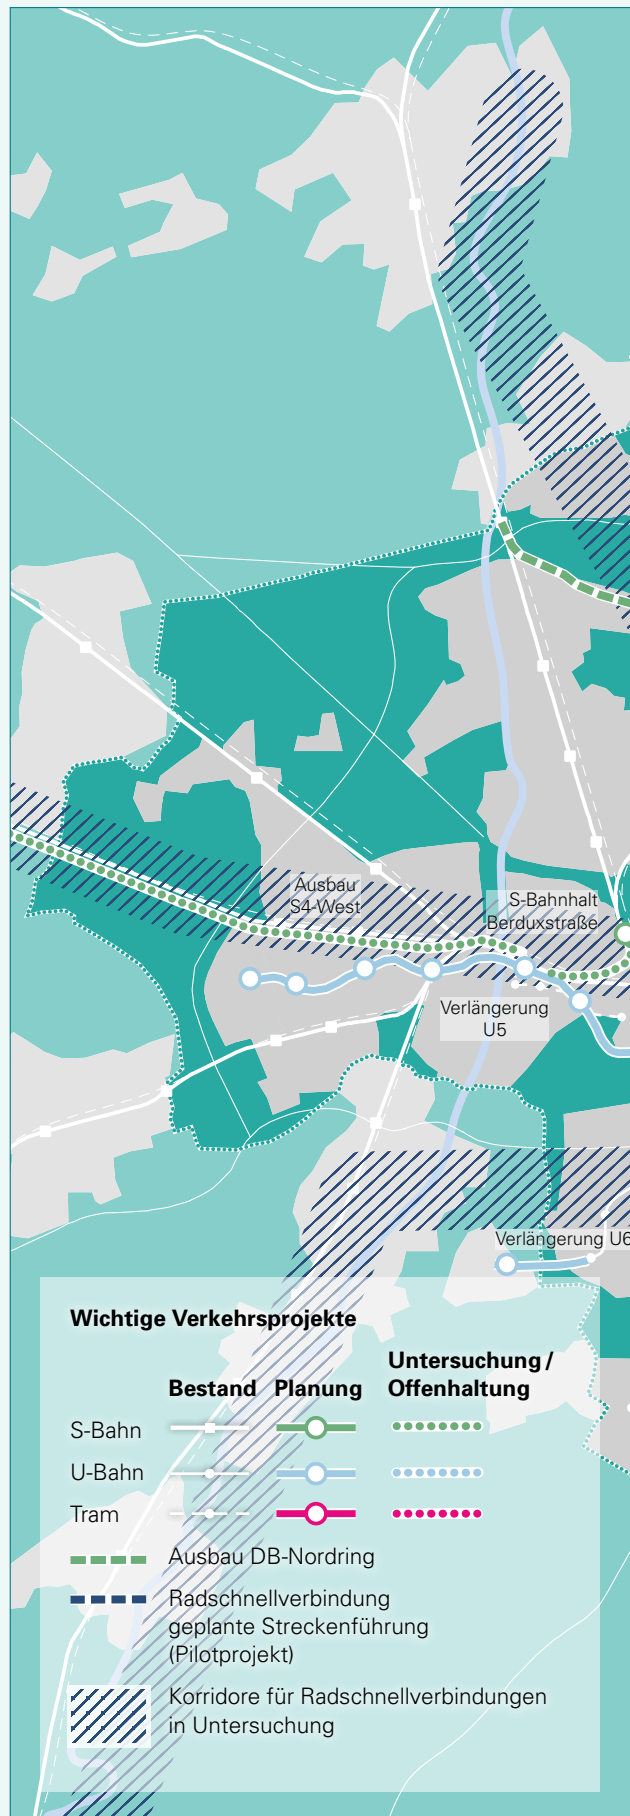 Ausbau
S4-West
S-Bahnhalt
Berduxstraße
Verlängerung
U5
Verlängerung U6
Wichtige Verkehrsprojekte
Bestand Planung Untersuchung /
Offenhaltung
S-Bahn
U-Bahn
Tram
Ausbau DB-Nordring
Radschnellverbindung
geplante Streckenführung
(Pilotprojekt)
Korridore für Radschnellverbindungen
in Untersuchung